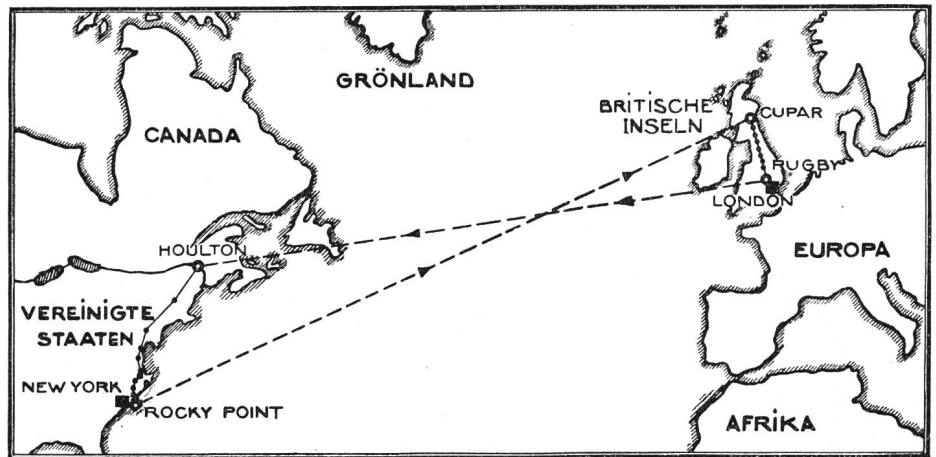 GRÖNLAND
CANADA
BRITISCHE
INSELN
CUPAR
RUGBY
LONDON
HOULTON
EUROPA
VEREINIGTE
STAATEN
NEW YORK
ROCKY POINT
AFRIKA